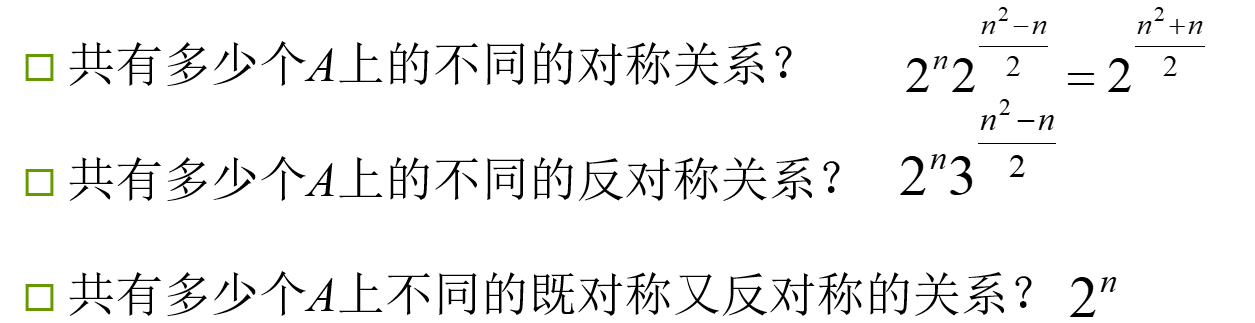 □ 共有多少个A上的不同的对称关系？ $2^n 2^{\frac{n^2-n}{2}} = 2^{\frac{n^2+n}{2}}$
□ 共有多少个A上的不同的反对称关系？ $2^n 3^{\frac{n^2-n}{2}}$
□ 共有多少个A上不同的既对称又反对称的关系？ $2^n$